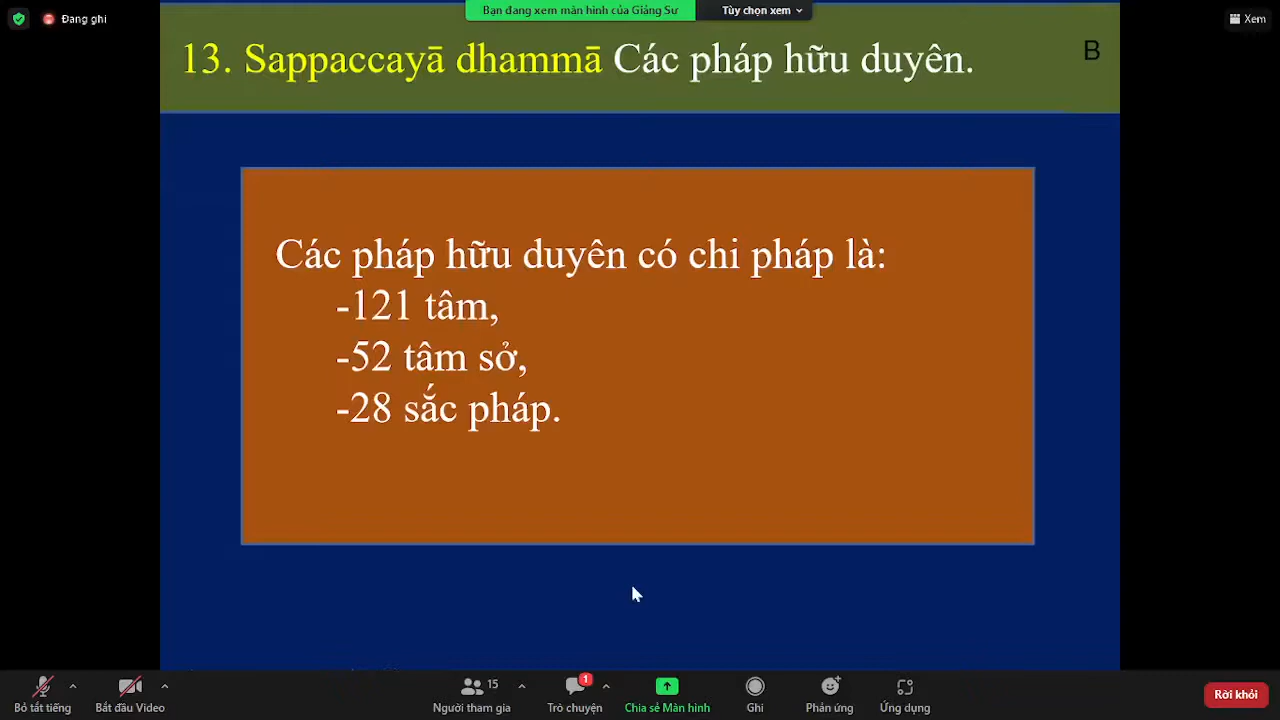 Đang ghi
Bạn đang xem màn hình của Giảng Sư
Tùy chọn xem
Xem
13. Sappaccayā dhammā Các pháp hữu duyên.
B
Các pháp hữu duyên có chi pháp là:
-121 tâm,
-52 tâm sở,
-28 sắc pháp.
Bỏ tắt tiếng
Bắt đầu Video
15
Người tham gia
1
Trò chuyện
Chia sẻ Màn hình
Ghi
Phản ứng
Ứng dụng
Rời khỏi